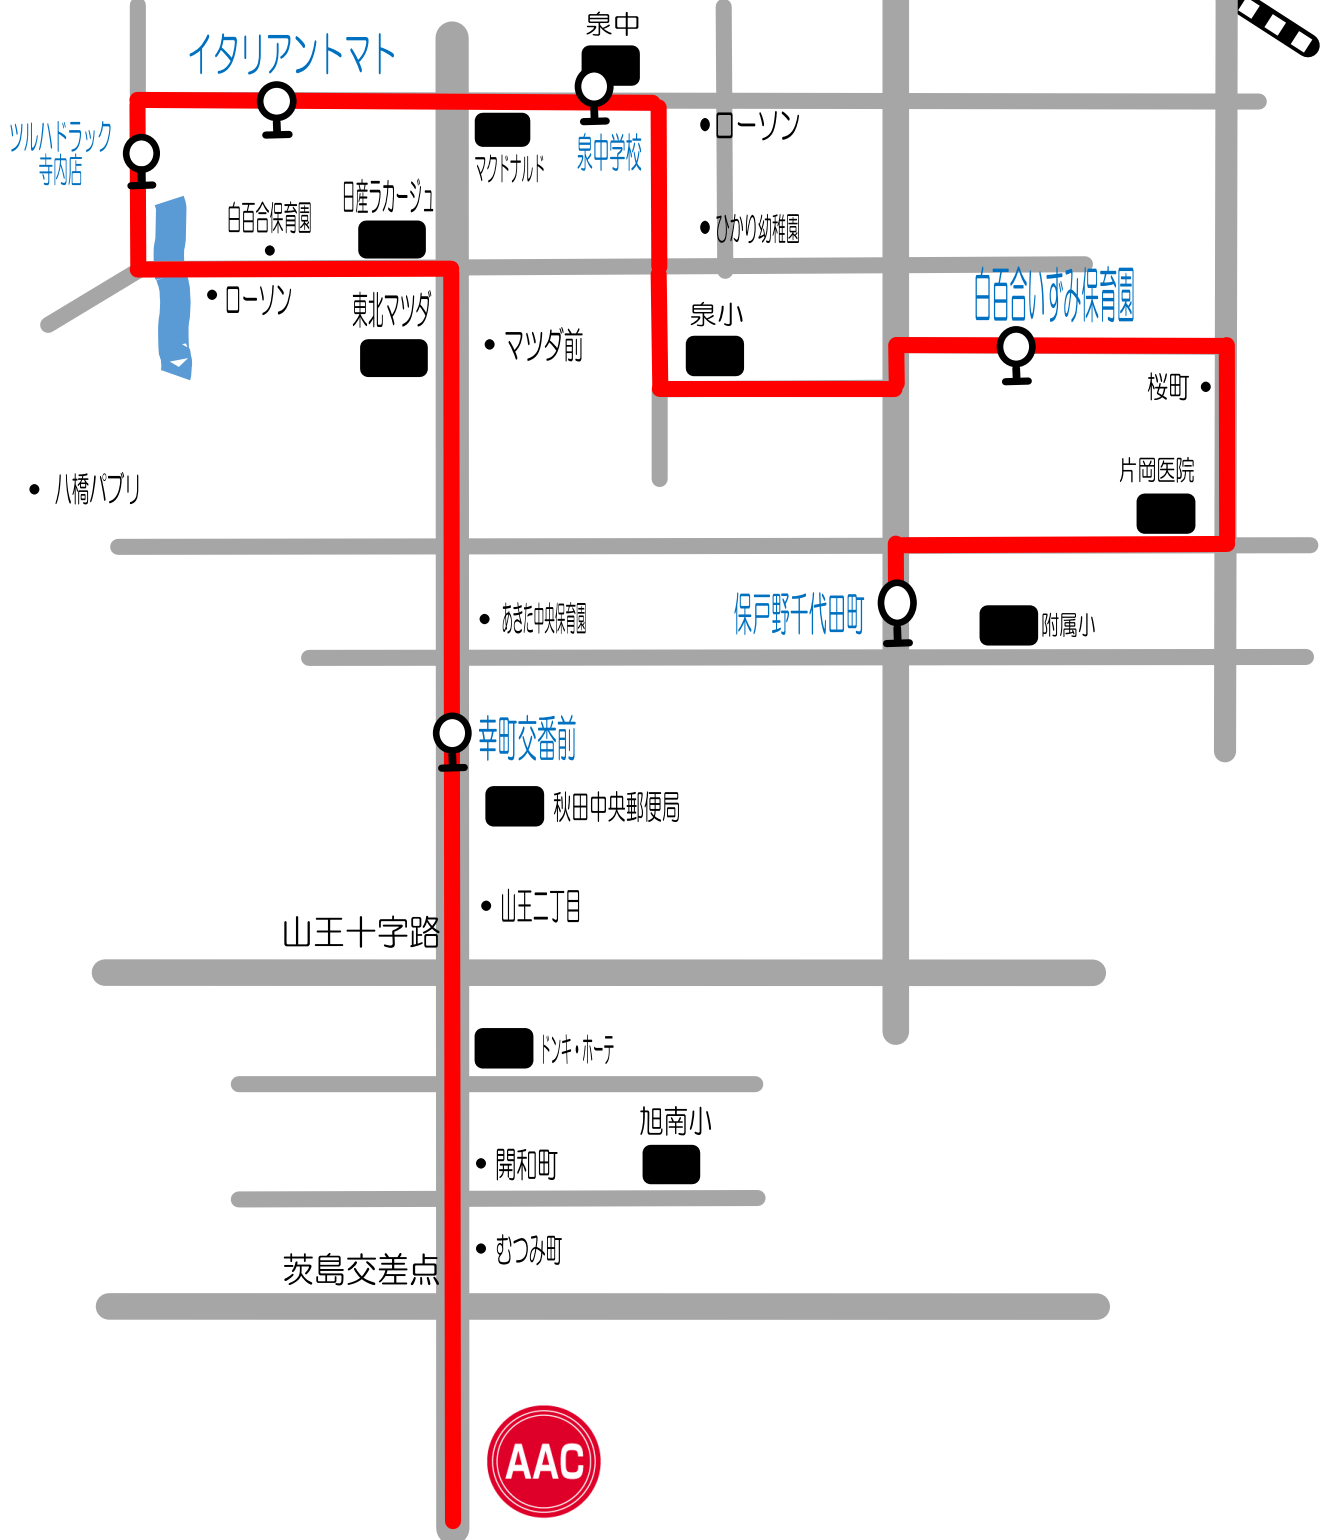 泉中
イタリアントマト
ツルハドラック
寺内店
マクドナルド
泉中学校
ローソン
日産ラカージュ
白百合保育園
ひかり幼稚園
ローソン
東北マツダ
マツダ前
泉小
白百合いずみ保育園
桜町
片岡医院
八橋パブリ
あきた中央保育園
保戸野千代田町
附属小
幸町交番前
秋田中央郵便局
山王二丁目
山王十字路
ドンキ・ホーテ
旭南小
開和町
むつみ町
茨島交差点
AAC